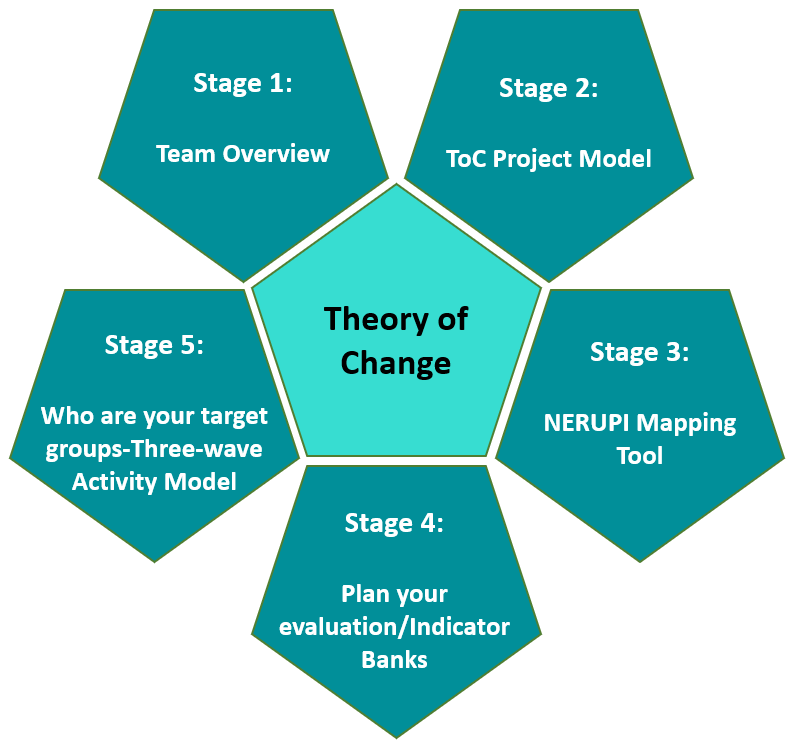 Stage 1:
Team Overview
Stage 2:
ToC Project Model
Theory of
Change
Stage 3:
NERUPI Mapping
Tool
Stage 4:
Plan your
evaluation/Indicator
Banks
Stage 5:
Who are your target
groups-Three-wave
Activity Model